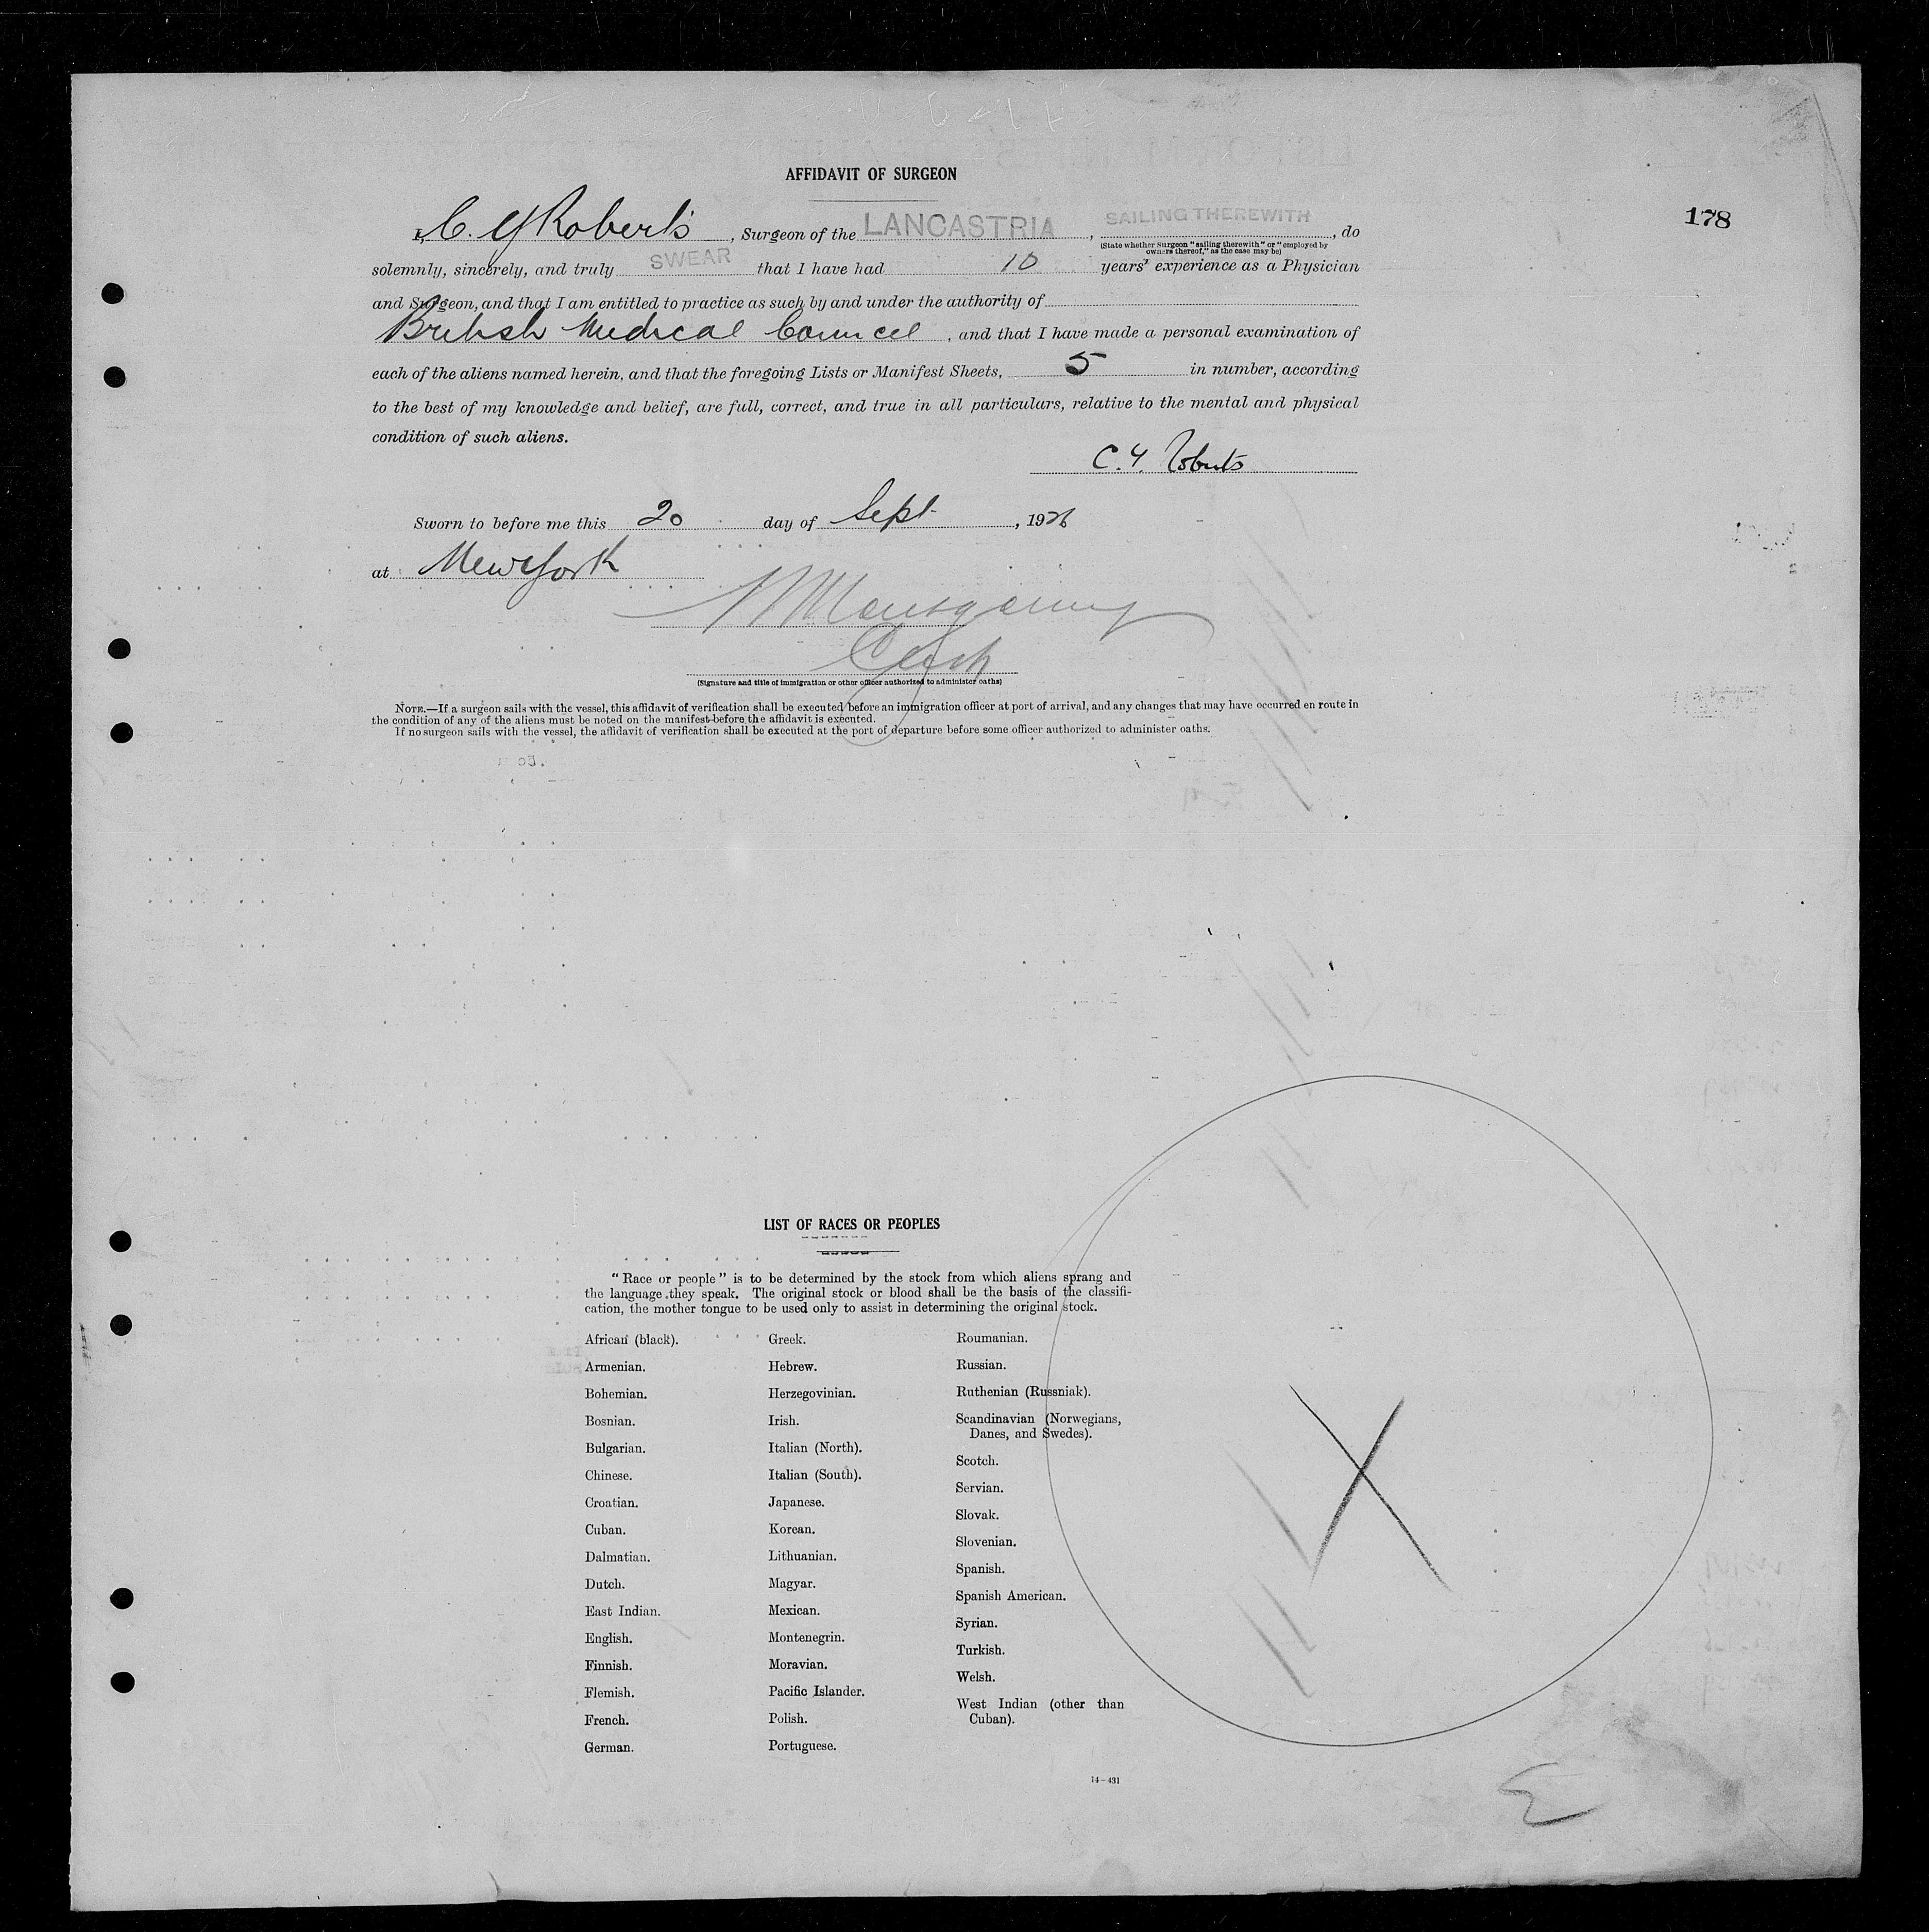 178
AFFIDAVIT OF SURGEON
I, C. Y Roberts, Surgeon of the LANCASTRIA, SAILING THEREWITH, do
(State whether Surgeon "sailing therewith" or "employed by
owners thereof," as the case may be)
solemnly, sincerely, and truly SWEAR that I have had 10 years' experience as a Physician
and Surgeon, and that I am entitled to practice as such by and under the authority of
British Medical Council, and that I have made a personal examination of
each of the aliens named herein, and that the foregoing Lists or Manifest Sheets, 5 in number, according
to the best of my knowledge and belief, are full, correct, and true in all particulars, relative to the mental and physical
condition of such aliens.
C. Y. Roberts
Sworn to before me this 20 day of Sept, 1926
at New York
Montgomery
(Signature and title of immigration or other officer authorized to administer oaths)
NOTE.—If a surgeon sails with the vessel, this affidavit of verification shall be executed before an immigration officer at port of arrival, and any changes that may have occurred en route in
the condition of any of the aliens must be noted on the manifest before the affidavit is executed.
If no surgeon sails with the vessel, the affidavit of verification shall be executed at the port of departure before some officer authorized to administer oaths.
LIST OF RACES OR PEOPLES
"Race or people" is to be determined by the stock from which aliens sprang and
the language they speak. The original stock or blood shall be the basis of the classifi-
cation, the mother tongue to be used only to assist in determining the original stock.
African (black).
Armenian.
Bohemian.
Bosnian.
Bulgarian.
Chinese.
Croatian.
Cuban.
Dalmatian.
Dutch.
East Indian.
English.
Finnish.
Flemish.
French.
German.
Greek.
Hebrew.
Herzegovinian.
Irish.
Italian (North).
Italian (South).
Japanese.
Korean.
Lithuanian.
Magyar.
Mexican.
Montenegrin.
Moravian.
Pacific Islander.
Polish.
Portuguese.
Roumanian.
Russian.
Ruthenian (Russniak).
Scandinavian (Norwegians,
Danes, and Swedes).
Scotch.
Servian.
Slovak.
Slovenian.
Spanish.
Spanish American.
Syrian.
Turkish.
Welsh.
West Indian (other than
Cuban).
14—431
X